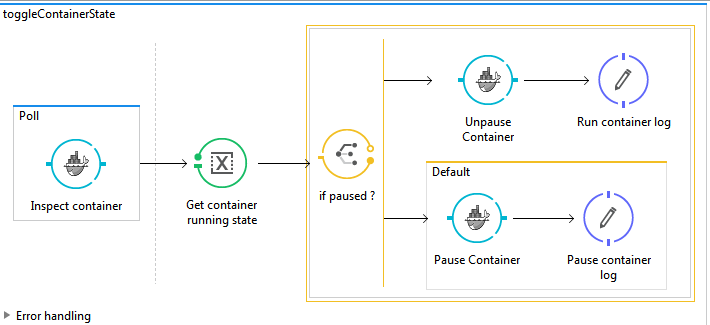 toggleContainerState
Poll
Inspect container
Get container
running state
if paused ?
Unpause
Container
Run container log
Default
Pause Container
Pause container
log
Error handling